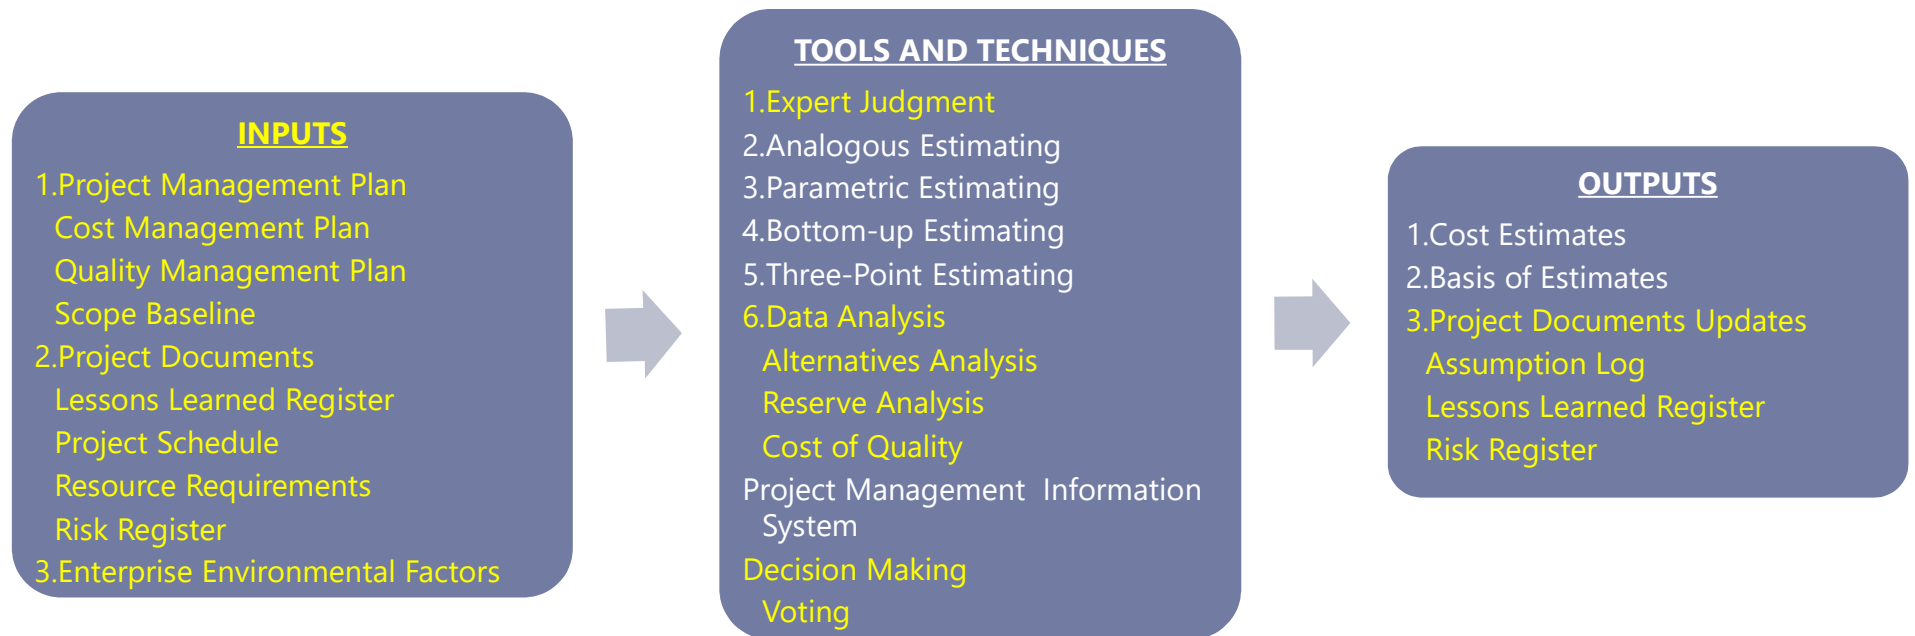 INPUTS
1.Project Management Plan
Cost Management Plan
Quality Management Plan
Scope Baseline
2.Project Documents
Lessons Learned Register
Project Schedule
Resource Requirements
Risk Register
3.Enterprise Environmental Factors
TOOLS AND TECHNIQUES
1.Expert Judgment
2.Analogous Estimating
3.Parametric Estimating
4.Bottom-up Estimating
5.Three-Point Estimating
6.Data Analysis
Alternatives Analysis
Reserve Analysis
Cost of Quality
Project Management  Information
System
Decision Making
Voting
OUTPUTS
1.Cost Estimates
2.Basis of Estimates
3.Project Documents Updates
Assumption Log
Lessons Learned Register
Risk Register